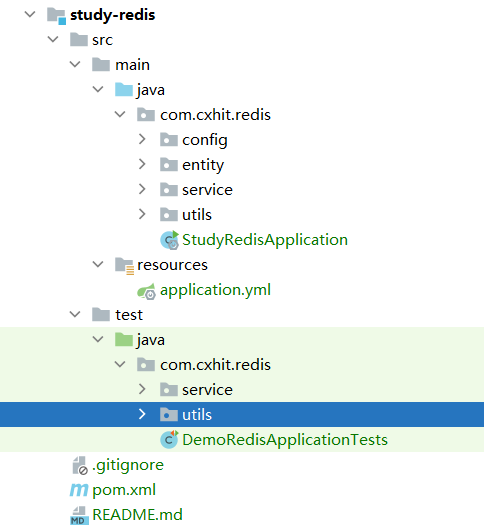 study-redis
src
main
java
com.cxhit.redis
config
entity
service
utils
StudyRedisApplication
resources
application.yml
test
java
com.cxhit.redis
service
utils
DemoRedisApplicationTests
.gitignore
pom.xml
README.md